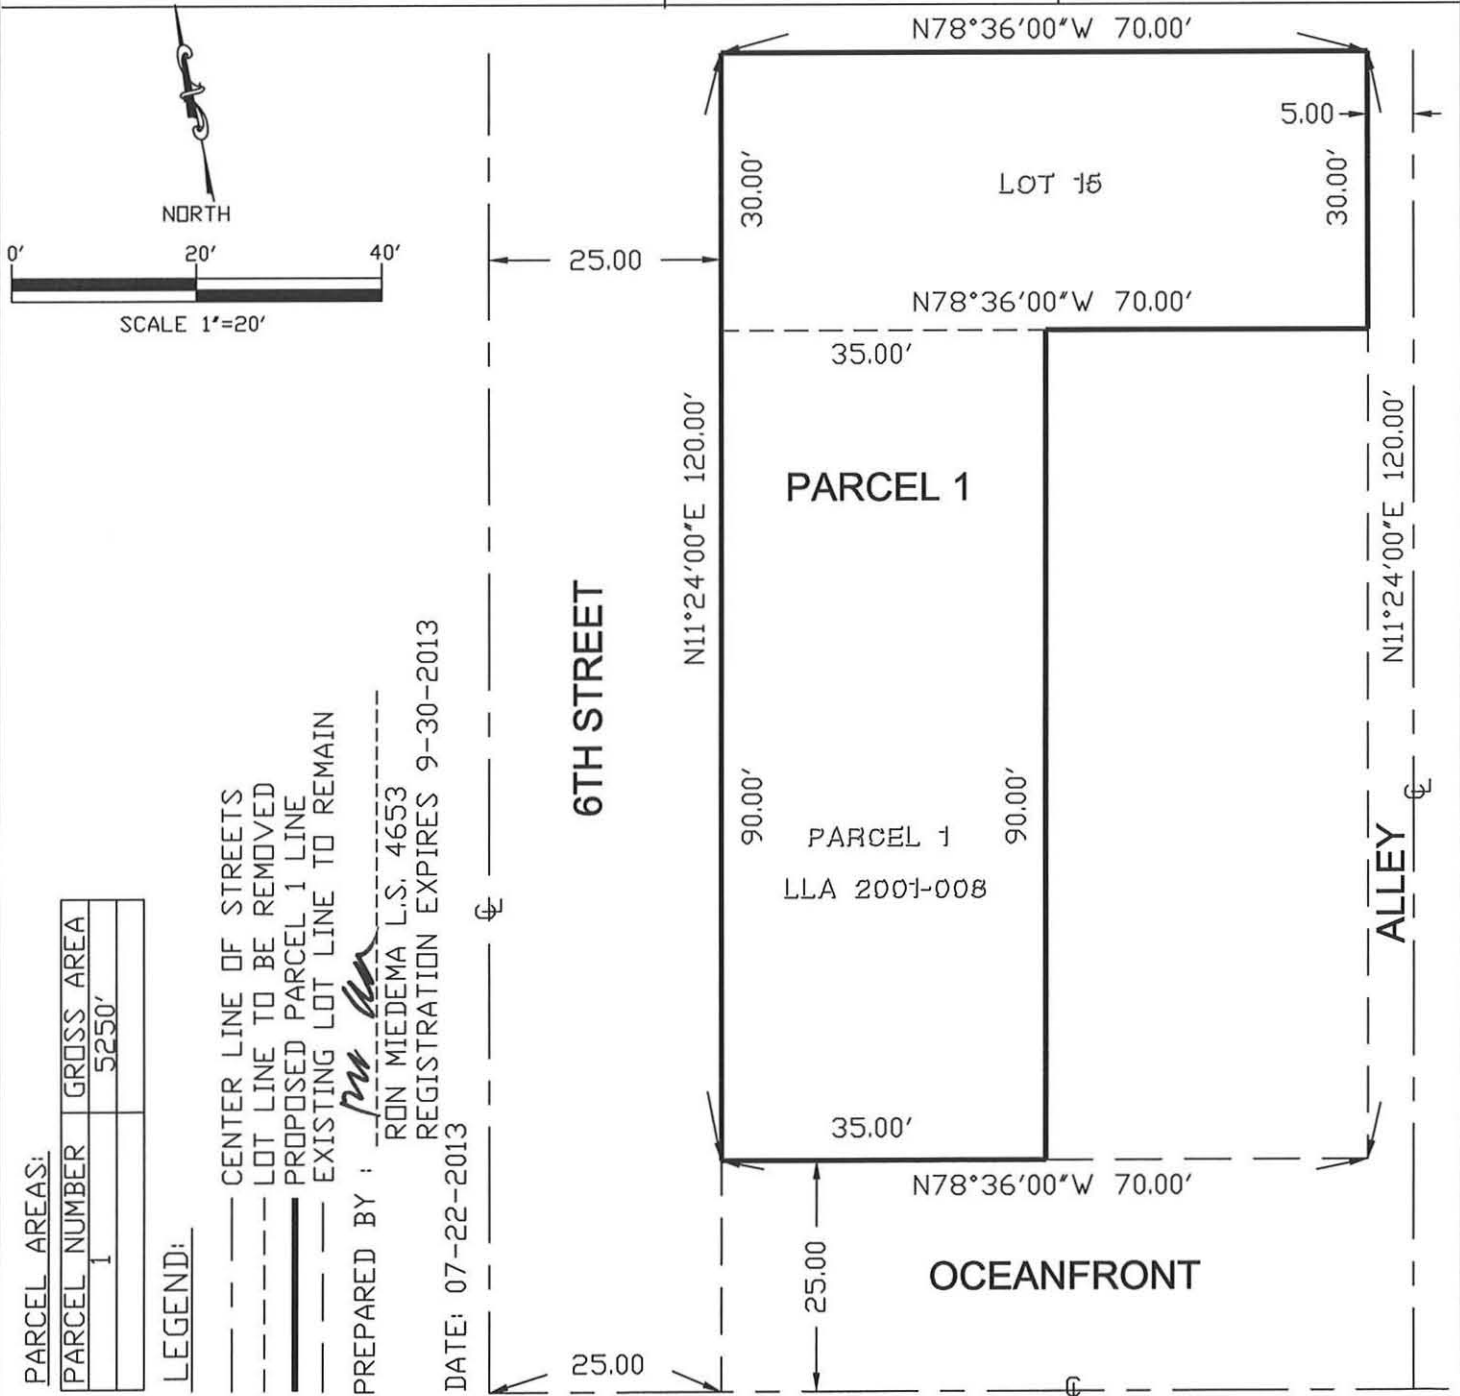 N78°36'00"W 70.00'
5.00
30.00'
LOT 15
30.00'
NORTH
0' 20' 40'
SCALE 1"=20'
25.00
N78°36'00"W 70.00'
35.00'
N11°24'00"E 120.00'
PARCEL 1
N11°24'00"E 120.00'
6TH STREET
90.00'
PARCEL 1
LLA 2001-008
90.00'
ALLEY
35.00'
N78°36'00"W 70.00'
25.00
OCEANFRONT
25.00
PARCEL AREAS:
PARCEL NUMBER GROSS AREA
1 5250'
LEGEND:
CENTER LINE OF STREETS
LOT LINE TO BE REMOVED
PROPOSED PARCEL 1 LINE
EXISTING LOT LINE TO REMAIN
PREPARED BY :
RON MIEDEMA L.S. 4653
REGISTRATION EXPIRES 9-30-2013
DATE: 07-22-2013